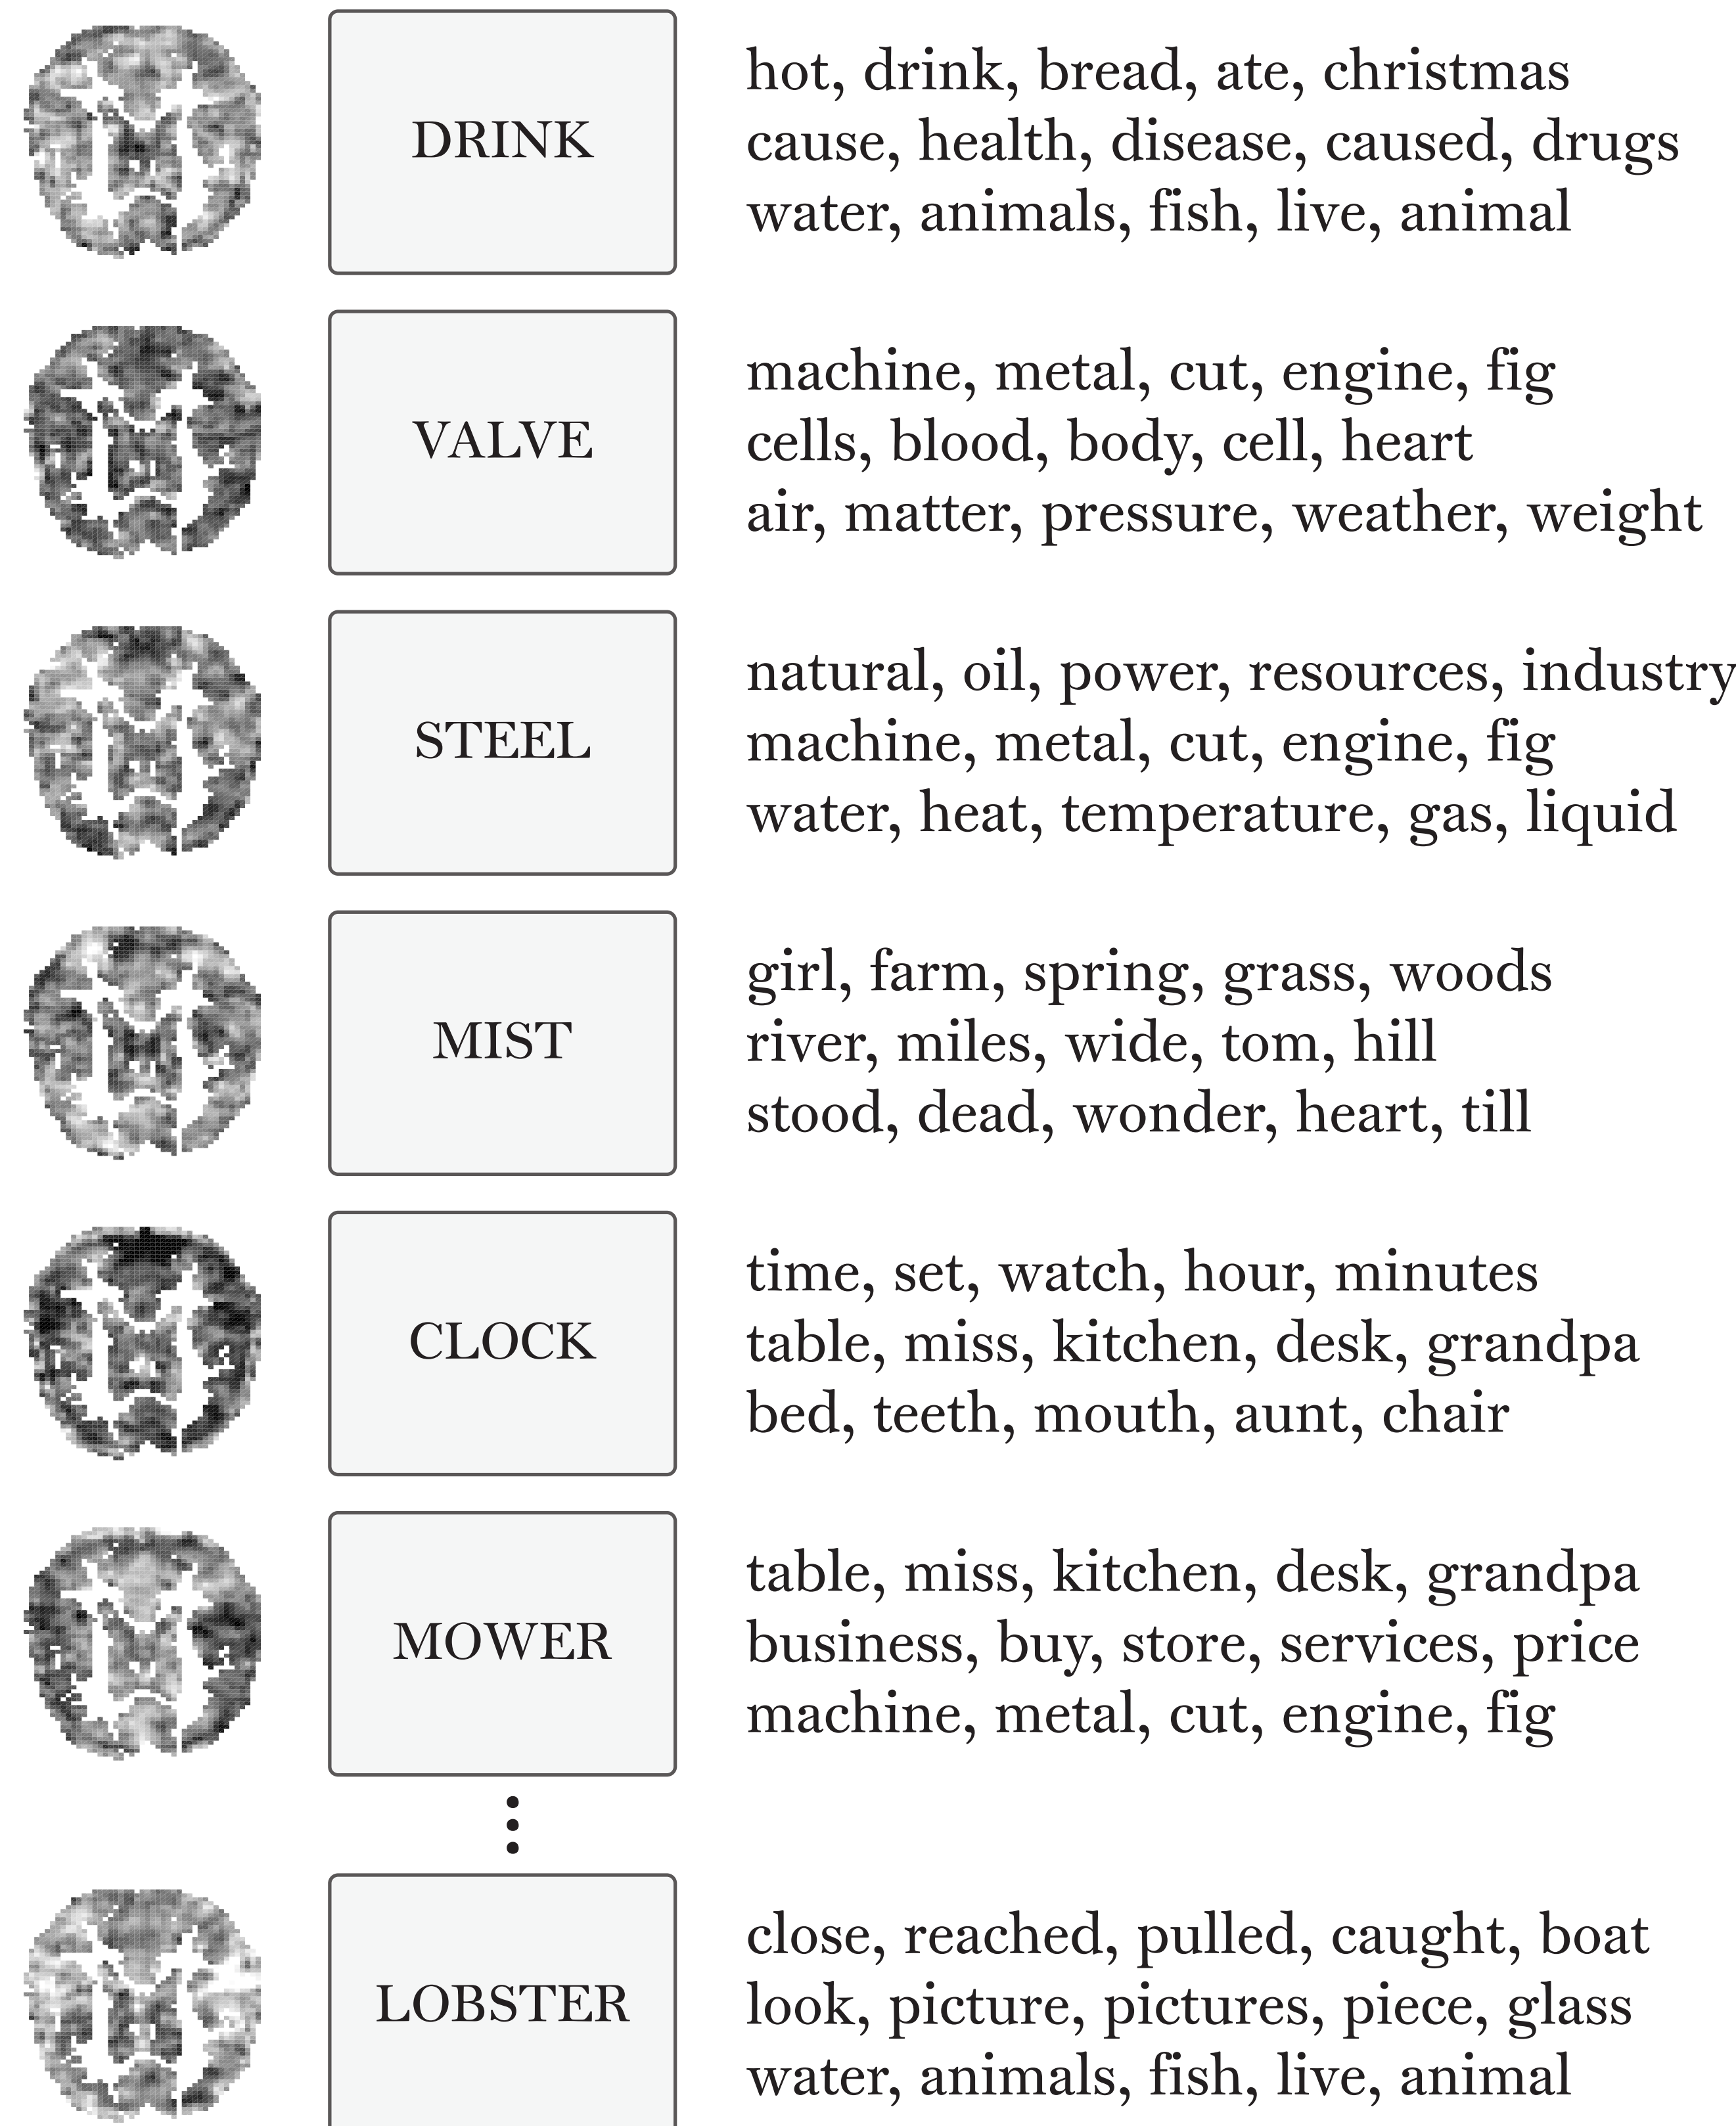 DRINK
hot, drink, bread, ate, christmas
cause, health, disease, caused, drugs
water, animals, fish, live, animal
VALVE
machine, metal, cut, engine, fig
cells, blood, body, cell, heart
air, matter, pressure, weather, weight
STEEL
natural, oil, power, resources, industry
machine, metal, cut, engine, fig
water, heat, temperature, gas, liquid
MIST
girl, farm, spring, grass, woods
river, miles, wide, tom, hill
stood, dead, wonder, heart, till
CLOCK
time, set, watch, hour, minutes
table, miss, kitchen, desk, grandpa
bed, teeth, mouth, aunt, chair
MOWER
table, miss, kitchen, desk, grandpa
business, buy, store, services, price
machine, metal, cut, engine, fig
LOBSTER
close, reached, pulled, caught, boat
look, picture, pictures, piece, glass
water, animals, fish, live, animal